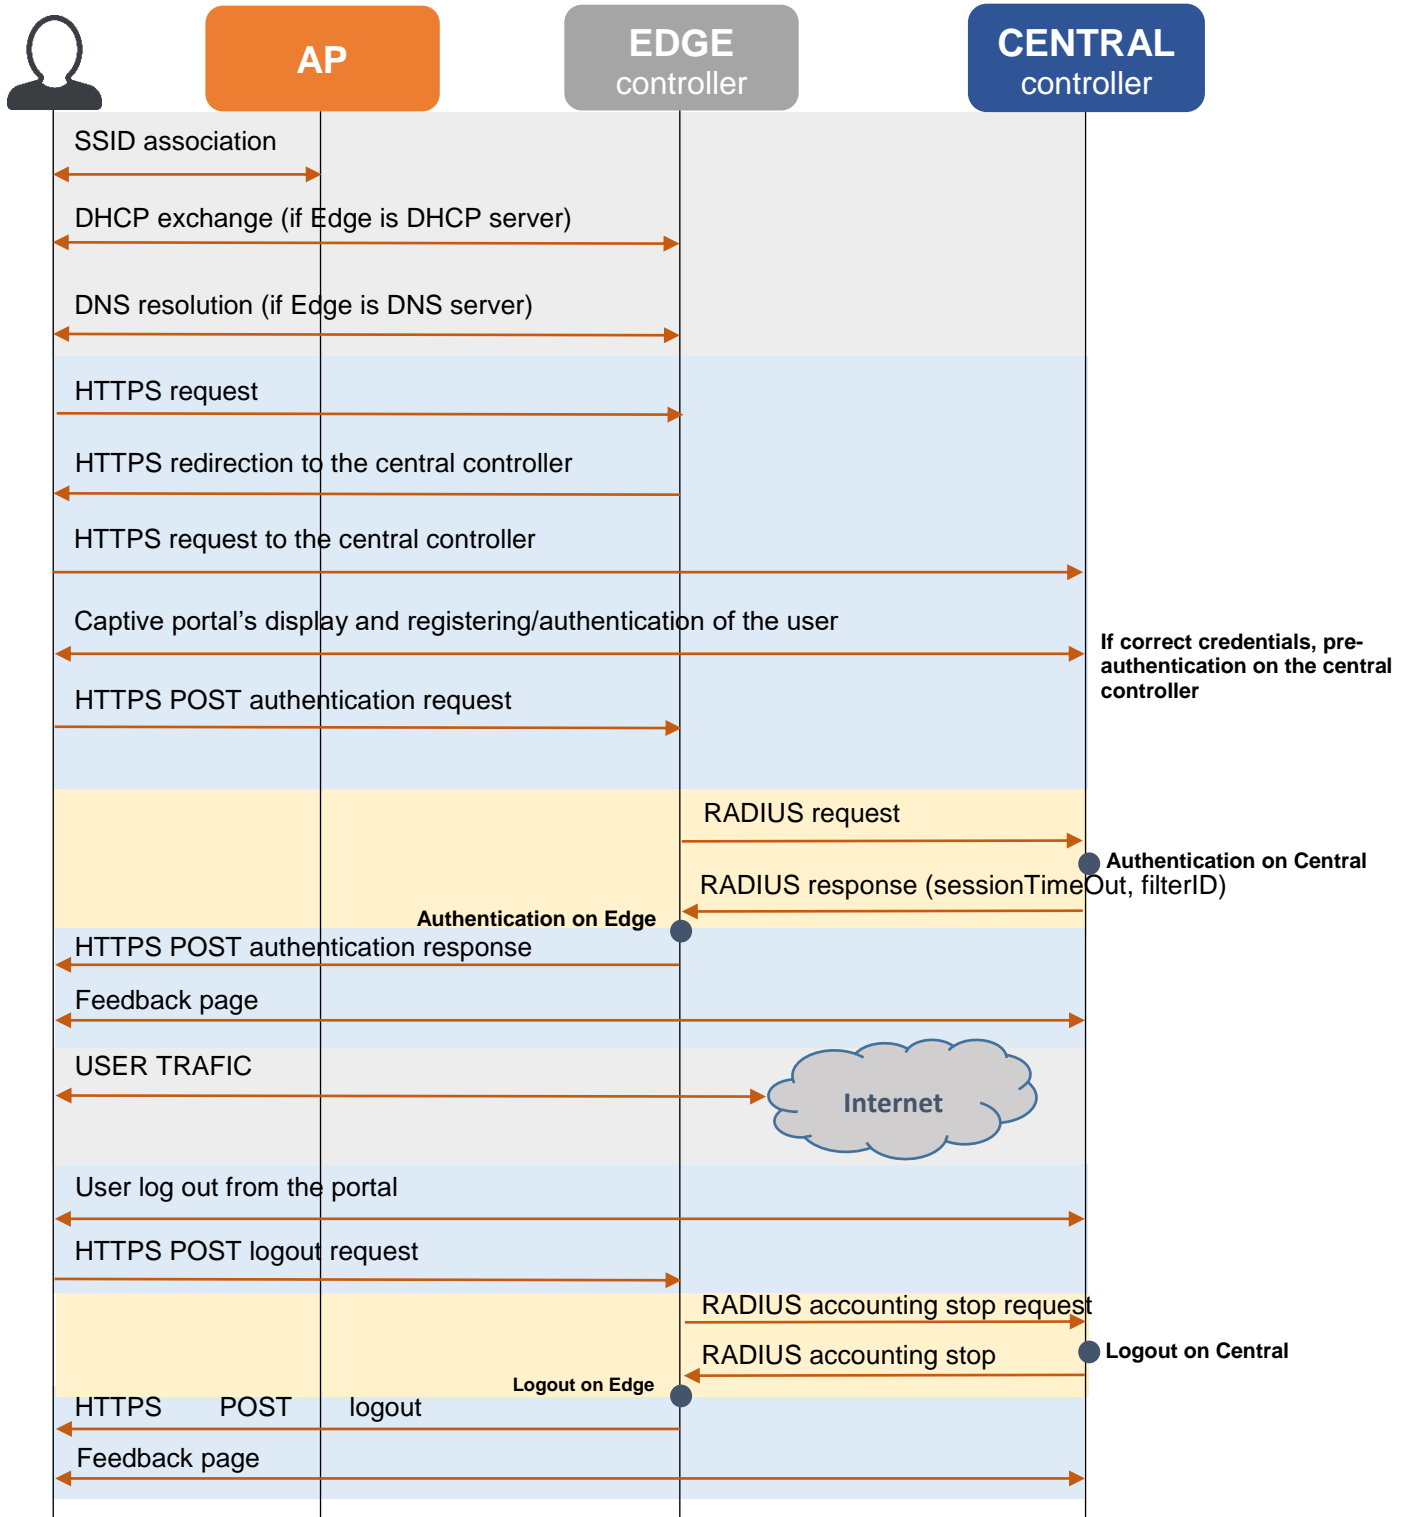 AP
EDGE
controller
CENTRAL
controller
SSID association
DHCP exchange (if Edge is DHCP server)
DNS resolution (if Edge is DNS server)
HTTPS request
HTTPS redirection to the central controller
HTTPS request to the central controller
Captive portal’s display and registering/authentication of the user
If correct credentials, pre-
authentication on the central
controller
HTTPS POST authentication request
RADIUS request
Authentication on Central
RADIUS response (sessionTimeOut, filterID)
Authentication on Edge
HTTPS POST authentication response
Feedback page
USER TRAFIC
Internet
User log out from the portal
HTTPS POST logout request
RADIUS accounting stop request
Logout on Central
RADIUS accounting stop
Logout on Edge
HTTPS POST logout
Feedback page